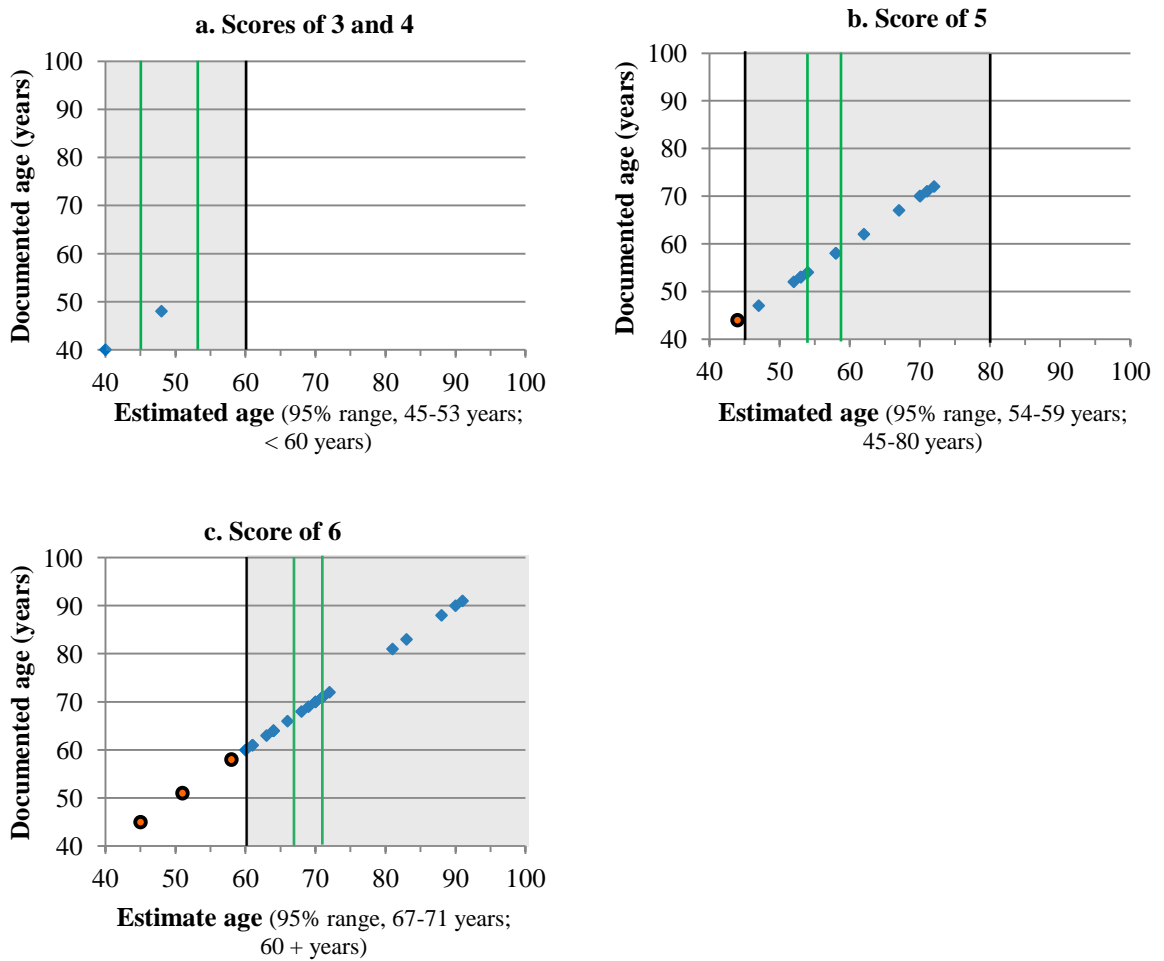 a. Scores of 3 and 4
Documented age (years)
100
90
80
70
60
50
40
40 50 60 70 80 90 100
Estimated age (95% range, 45-53 years;
< 60 years)
b. Score of 5
Documented age (years)
100
90
80
70
60
50
40
40 50 60 70 80 90 100
Estimated age (95% range, 54-59 years;
45-80 years)
c. Score of 6
Documented age (years)
100
90
80
70
60
50
40
40 50 60 70 80 90 100
Estimate age (95% range, 67-71 years;
60 + years)